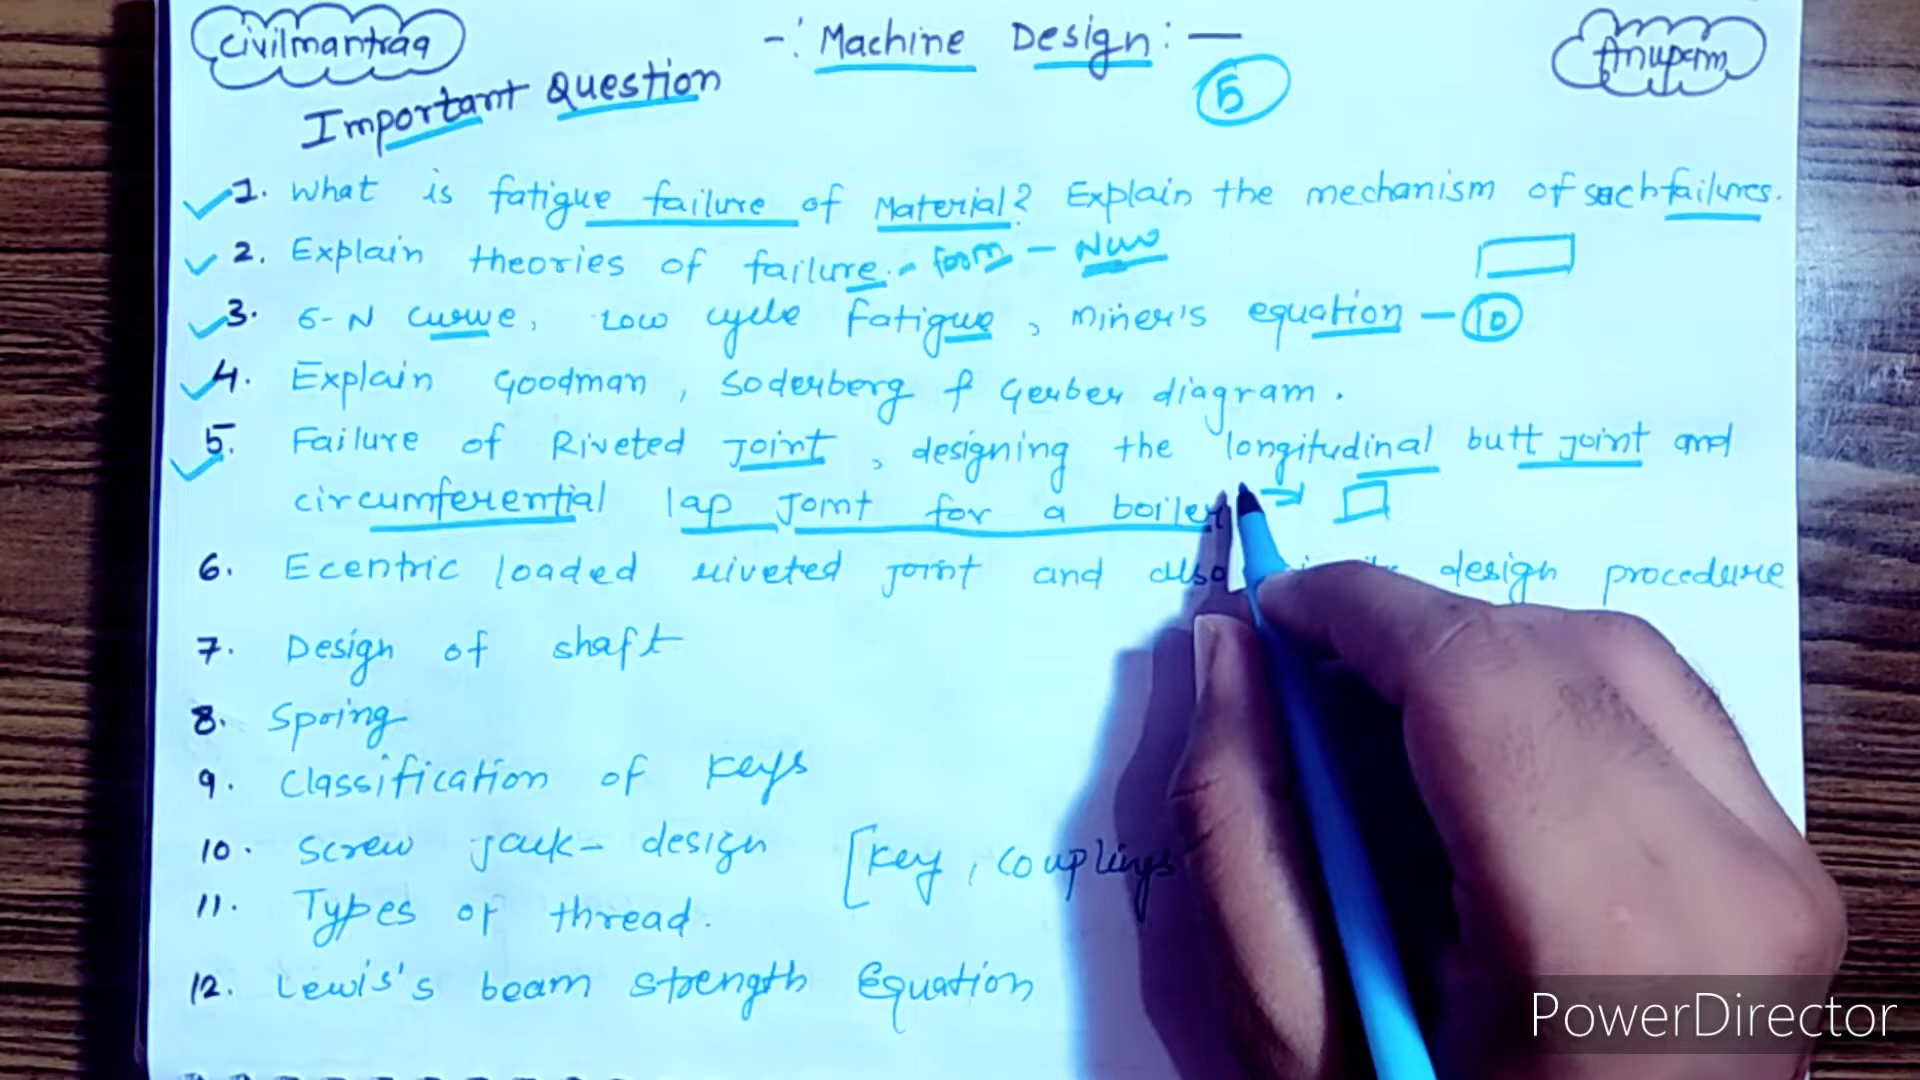 civilmantraa
-: Machine Design: —
Anupam
5
Important Question
1. What is fatigue failure of Material? Explain the mechanism of such failures.
2. Explain theories of failure. -
3. σ-N curve, Low cycle fatigue, miner's equation - 10
4. Explain Goodman, Soderberg & Gerber diagram.
5. Failure of Riveted Joint, designing the longitudinal butt joint and
circumferential lap Joint for a boiler
6. Ecentric loaded riveted joint and also design procedure
7. Design of shaft
8. Spring
9. Classification of keys
10. Screw jack- design [key, couplings
11. Types of thread.
12. Lewis's beam strength Equation
PowerDirector